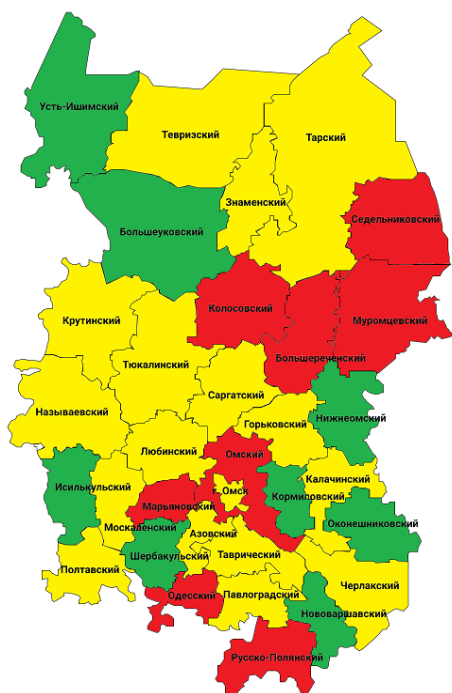 Усть-Ишимский
Тевризский
Тарский
Знаменский
Седельниковский
Большеуковский
Колосовский
Крутинский
Муромцевский
Большереченский
Тюкалинский
Саргатский
Называевский
Нижнеомский
Горьковский
Любинский
Омский
Калачинский
Исилькульский
г. Омск
Кормиловский
Марьяновский
Оконешниковский
Москаленский
Азовский
Шербакульский
Таврический
Полтавский
Черлакский
Одесский
Павлоградский
Нововаршавский
Русско-Полянский